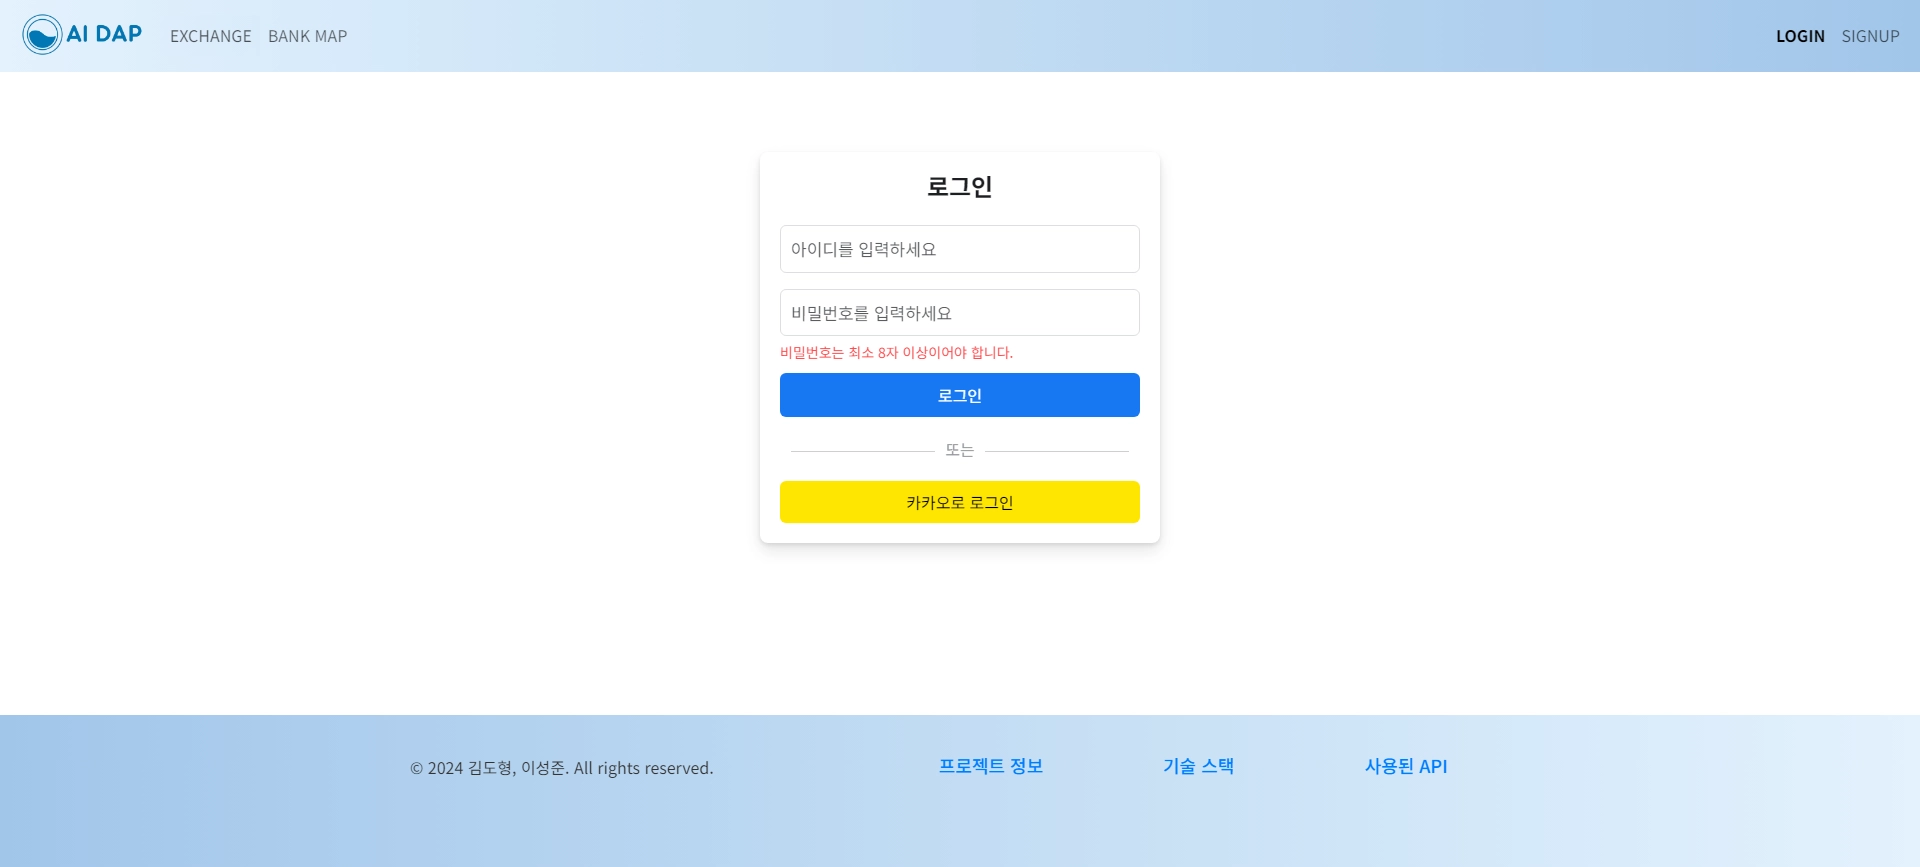 AI DAP EXCHANGE BANK MAP LOGIN SIGNUP
로그인
아이디를 입력하세요
비밀번호를 입력하세요
비밀번호는 최소 8자 이상이어야 합니다.
로그인
또는
카카오로 로그인
© 2024 김도형, 이성준. All rights reserved. 프로젝트 정보 기술 스택 사용된 API